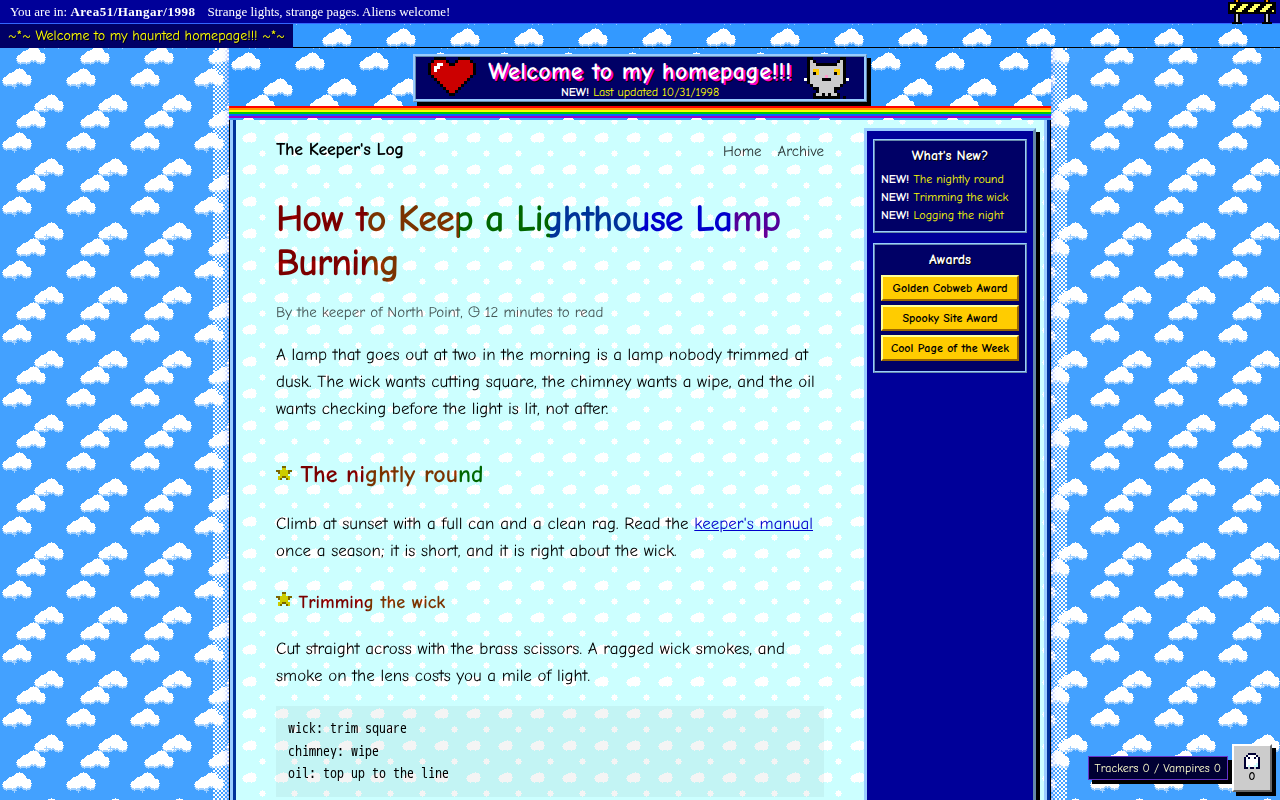 You are in: Area51/Hangar/1998 Strange lights, strange pages. Aliens welcome!
~*~ Welcome to my haunted homepage!!! ~*~
Welcome to my homepage!!!
NEW! Last updated 10/31/1998
The Keeper's Log
Home Archive
How to Keep a Lighthouse Lamp
Burning
By the keeper of North Point, 12 minutes to read
A lamp that goes out at two in the morning is a lamp nobody trimmed at
dusk. The wick wants cutting square, the chimney wants a wipe, and the oil
wants checking before the light is lit, not after.
The nightly round
Climb at sunset with a full can and a clean rag. Read the keeper's manual
once a season; it is short, and it is right about the wick.
Trimming the wick
Cut straight across with the brass scissors. A ragged wick smokes, and
smoke on the lens costs you a mile of light.
wick: trim square
chimney: wipe
oil: top up to the line
What's New?
NEW! The nightly round
NEW! Trimming the wick
NEW! Logging the night
Awards
Golden Cobweb Award
Spooky Site Award
Cool Page of the Week
Trackers 0 / Vampires 0
0